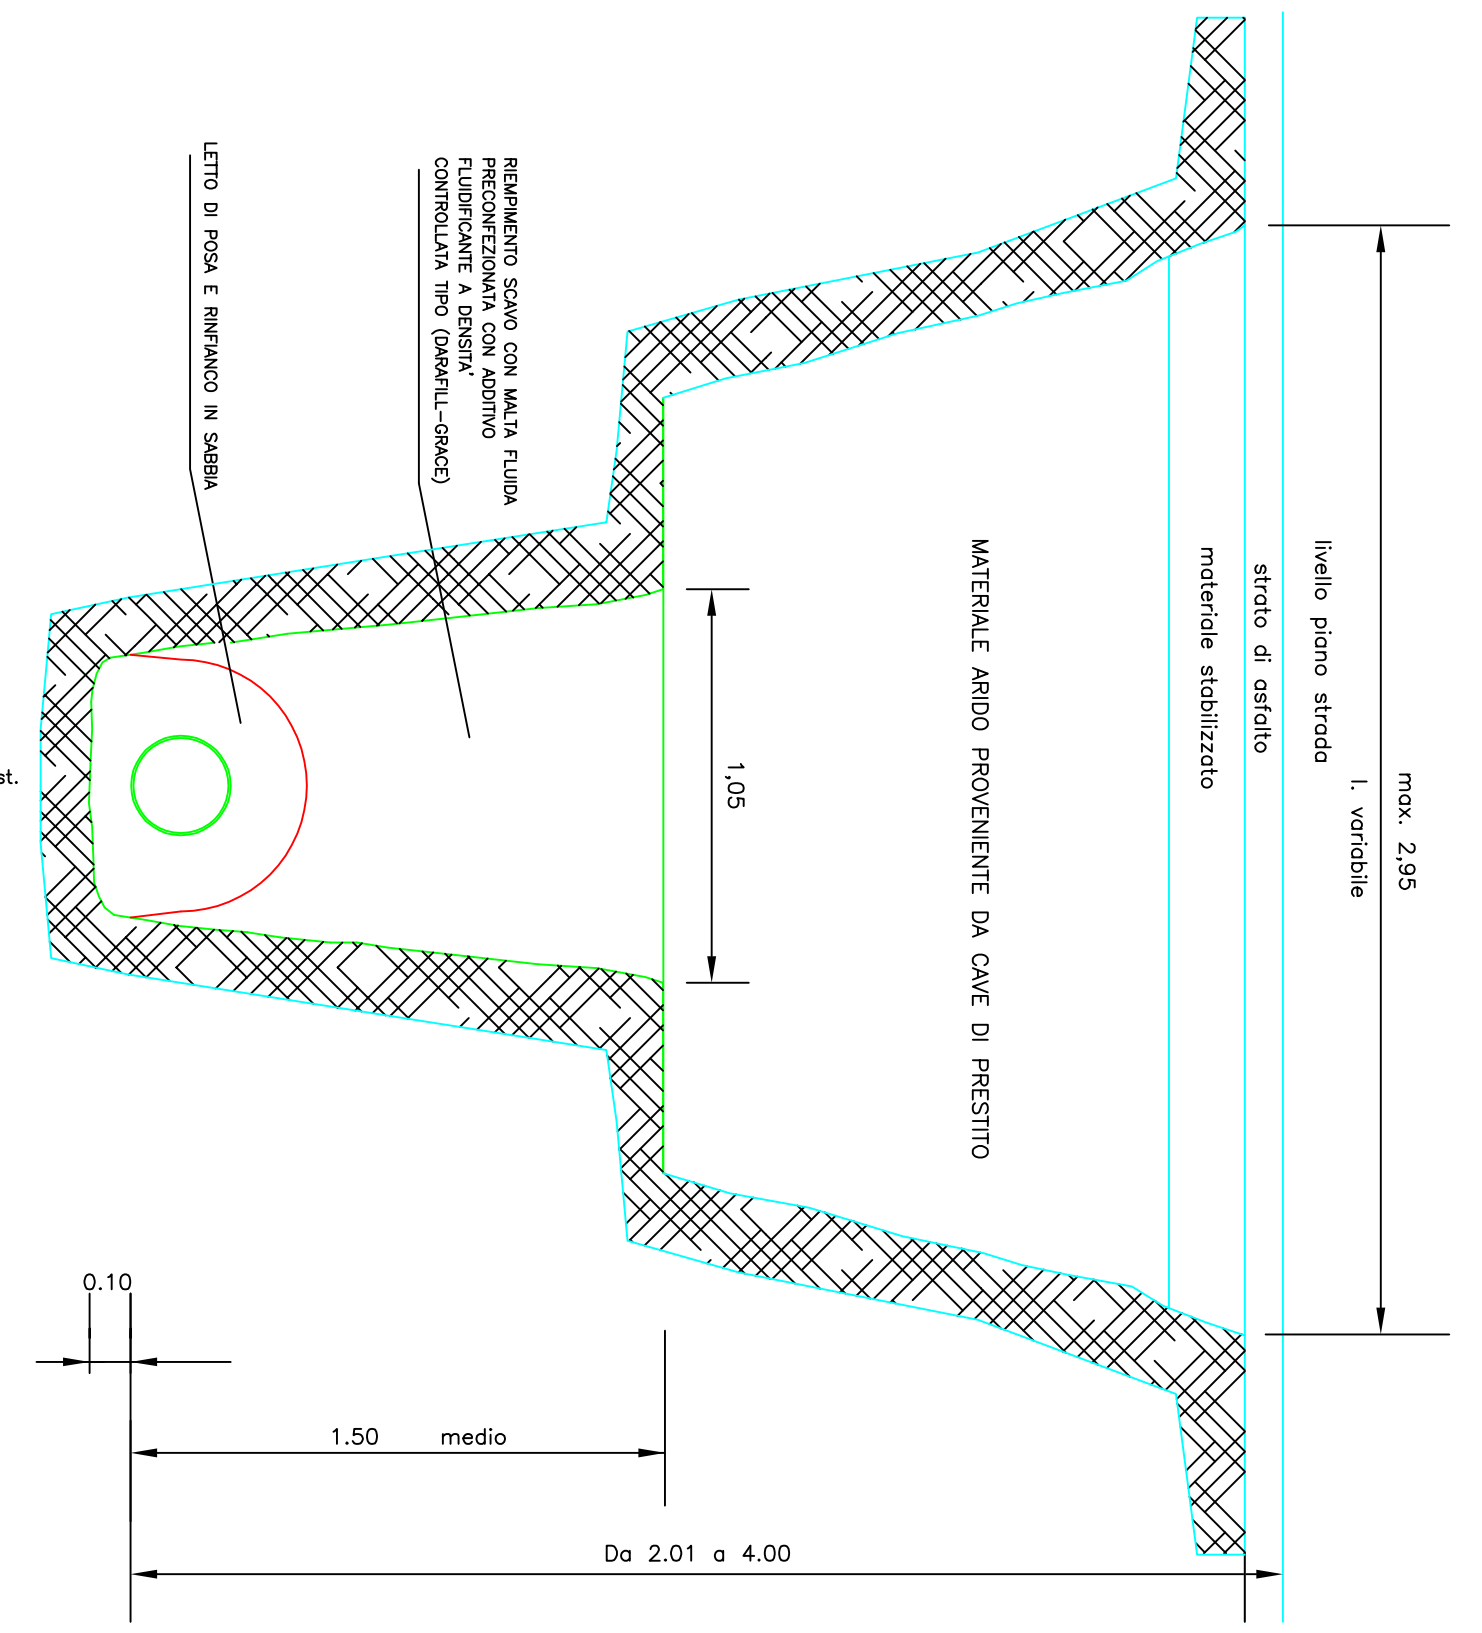 max. 2,95
l. variabile
livello piano strada
strato di asfalto
materiale stabilizzato
MATERIALE ARIDO PROVENIENTE DA CAVE DI PRESTITO
1,05
RIEMPIMENTO SCAVO CON MALTA FLUIDA
PRECONFEZIONATA CON ADDITIVO
FLUIDIFICANTE A DENSITA'
CONTROLLATA TIPO (DARAFILL-GRACE)
LETTO DI POSA E RINFIANCO IN SABBIA
st.
0.10
1.50 medio
Da 2.01 a 4.00